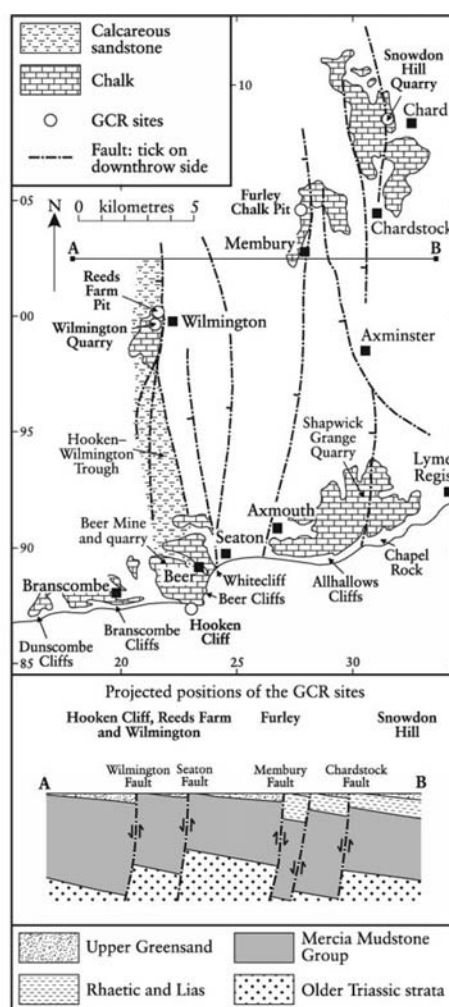 Calcareous
sandstone
Chalk
GCR sites
Fault: tick on
downthrow side
N
0 kilometres 5
10
05
00
95
90
85
20
25
30
Snowdon
Hill
Quarry
Chard
Chardstock
Furley
Chalk Pit
Membury
A
B
Reeds
Farm
Pit
Wilmington
Quarry
Wilmington
Axminster
Hooken–
Wilmington
Trough
Shapwick
Grange
Quarry
Lyme
Regis
Beer Mine
and quarry
Seaton
Axmouth
Beer
Whitecliff
Beer Cliffs
Chapel
Rock
Allhallows
Cliffs
Branscombe
Branscombe
Cliffs
Hooken
Cliff
Dunscombe
Cliffs
Projected positions of the GCR sites
Hooken Cliff, Reeds Farm
and Wilmington
Furley
Snowdon
Hill
A
Wilmington
Fault
Seaton
Fault
Membury
Fault
Chardstock
Fault
B
Upper Greensand
Mercia Mudstone
Group
Rhaetic and Lias
Older Triassic strata